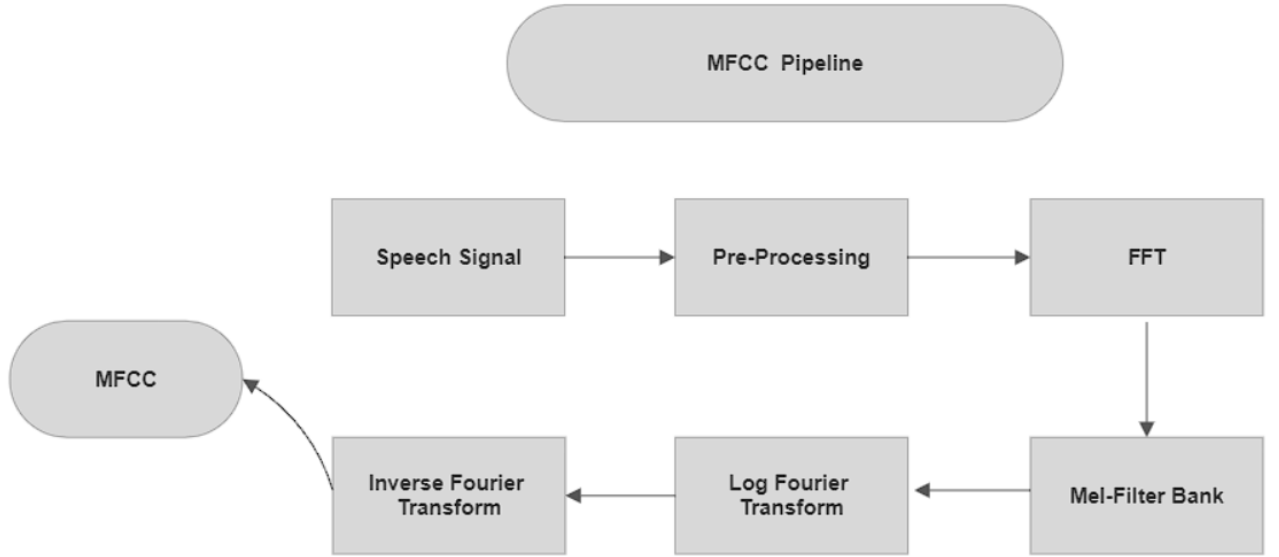 MFCC Pipeline
Speech Signal
Pre-Processing
FFT
MFCC
Inverse Fourier
Transform
Log Fourier
Transform
Mel-Filter Bank